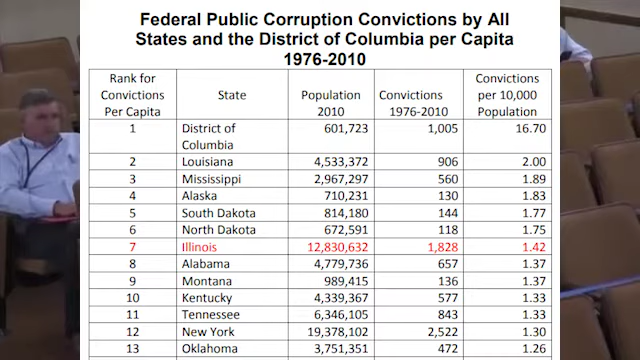 Federal Public Corruption Convictions by All
States and the District of Columbia per Capita
1976-2010
Rank for Convictions Per Capita State Population 2010 Convictions 1976-2010 Convictions per 10,000 Population
1 District of Columbia 601,723 1,005 16.70
2 Louisiana 4,533,372 906 2.00
3 Mississippi 2,967,297 560 1.89
4 Alaska 710,231 130 1.83
5 South Dakota 814,180 144 1.77
6 North Dakota 672,591 118 1.75
7 Illinois 12,830,632 1,828 1.42
8 Alabama 4,779,736 657 1.37
9 Montana 989,415 136 1.37
10 Kentucky 4,339,367 577 1.33
11 Tennessee 6,346,105 843 1.33
12 New York 19,378,102 2,522 1.30
13 Oklahoma 3,751,351 472 1.26